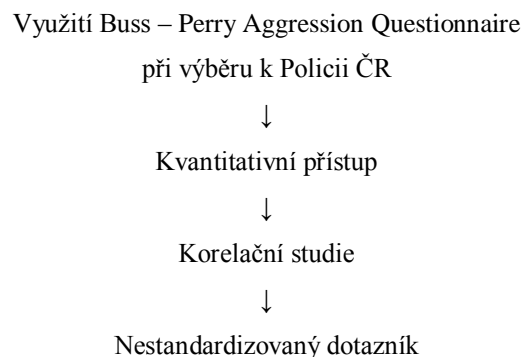 Využití Buss – Perry Aggression Questionnaire
při výběru k Policii ČR
↓
Kvantitativní přístup
↓
Korelační studie
↓
Nestandardizovaný dotazník